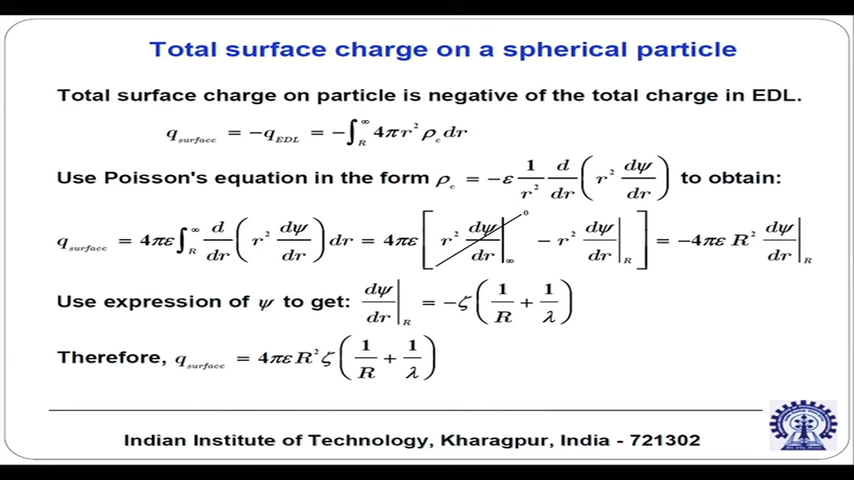 Total surface charge on a spherical particle
Total surface charge on particle is negative of the total charge in EDL.
q_surface = −q_EDL = −∫_R^∞ 4πr² ρ_e dr
Use Poisson's equation in the form ρ_e = −ε (1/r²) (d/dr) (r² dψ/dr) to obtain:
q_surface = 4πε ∫_R^∞ (d/dr) (r² dψ/dr) dr = 4πε [ r² dψ/dr |_∞ ⁰ − r² dψ/dr |_R ] = −4πε R² dψ/dr |_R
Use expression of ψ to get: dψ/dr |_R = −ζ (1/R + 1/λ)
Therefore, q_surface = 4πε R² ζ (1/R + 1/λ)
Indian Institute of Technology, Kharagpur, India - 721302